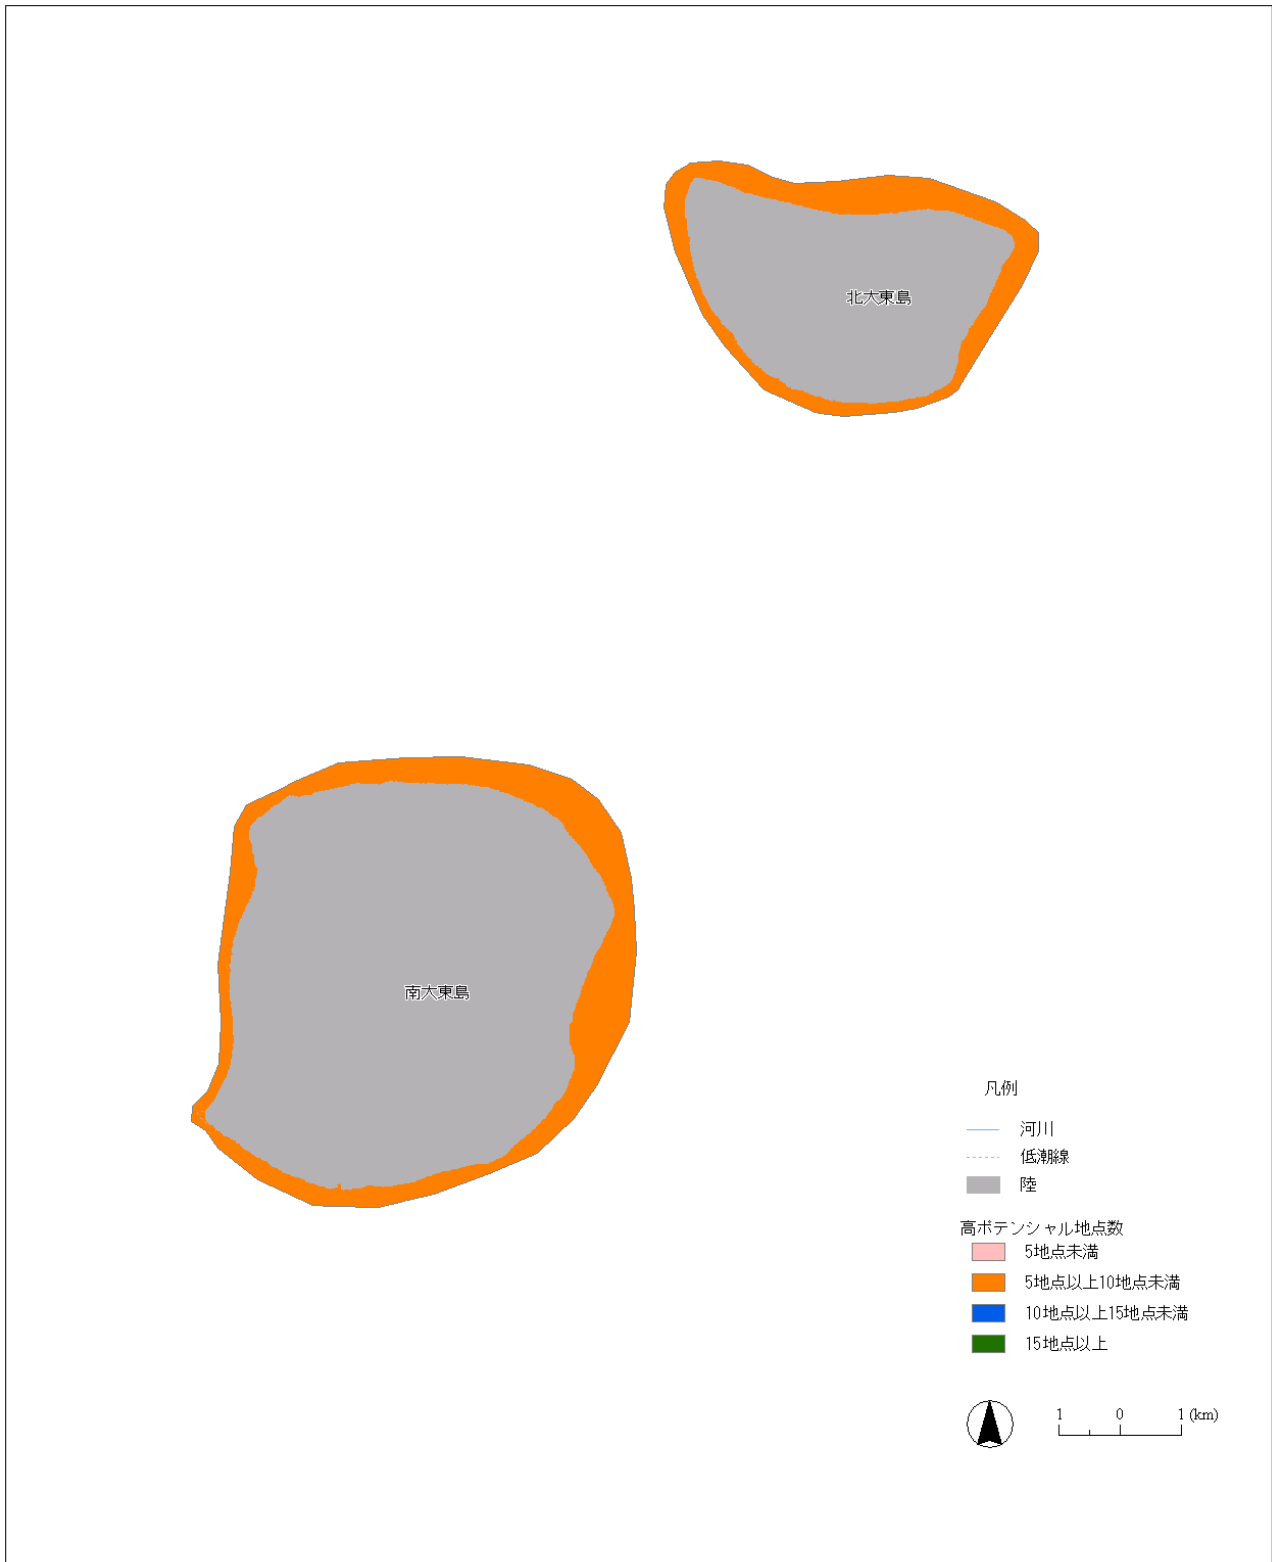 北大東島
南大東島
凡例
河川
低潮線
陸
高ポテンシャル地点数
5地点未満
5地点以上10地点未満
10地点以上15地点未満
15地点以上
1 0 1 (km)